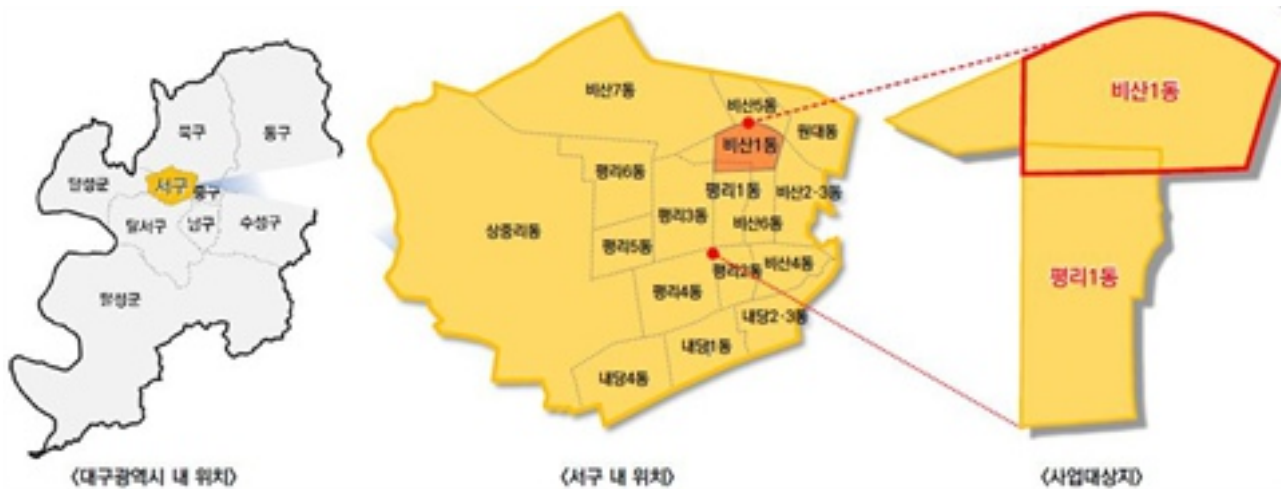 북구
동구
달성군
서구
중구
달서구
남구
수성구
달성군
<대구광역시 내 위치>
비산7동
비산5동
원대동
비산1동
평리6동
평리1동
비산2·3동
평리3동
비산6동
상중리동
평리5동
평리2동
비산4동
평리4동
내당2·3동
내당1동
내당4동
<서구 내 위치>
비산1동
평리1동
<사업대상지>